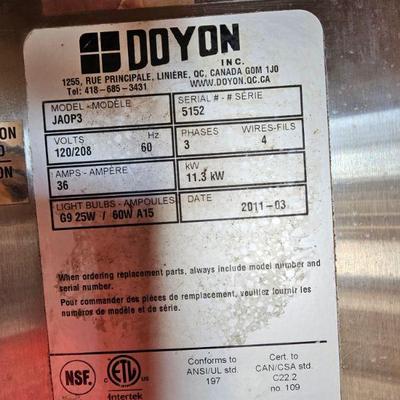 DOYON
INC.
1255, RUE PRINCIPALE, LINIÈRE, QC, CANADA G0M 1J0
Tel: 418-685-3431 WWW.DOYON.QC.CA
MODEL - MODÈLE SERIAL # - # SÉRIE
JAOP3 5152
VOLTS Hz PHASES WIRES-FILS
120/208 60 3 4
AMPS - AMPÈRE kW
36 11.3 kW
LIGHT BULBS - AMPOULES DATE
G9 25W / 60W A15 2011-03
When ordering replacement parts, always include model number and
serial number.
Pour commander des pièces de remplacement, veuillez fournir les
numéros de modèle et de série.
NSF. ETL Conforms to Cert. to
ANSI/UL std. CAN/CSA std.
197 C22.2
Intertek no. 109
ON
D
ON